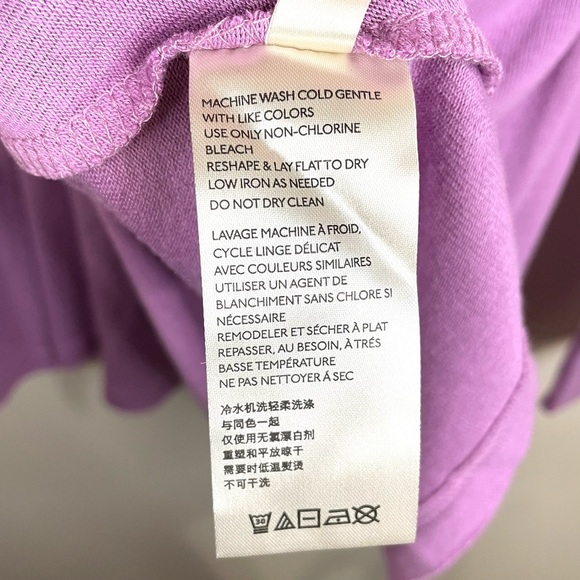 MACHINE WASH COLD GENTLE
WITH LIKE COLORS
USE ONLY NON-CHLORINE
BLEACH
RESHAPE & LAY FLAT TO DRY
LOW IRON AS NEEDED
DO NOT DRY CLEAN
LAVAGE MACHINE À FROID,
CYCLE LINGE DÉLICAT
AVEC COULEURS SIMILAIRES
UTILISER UN AGENT DE
BLANCHIMENT SANS CHLORE SI
NÉCESSAIRE
REMODELER ET SÉCHER À PLAT
REPASSER, AU BESOIN, À TRÉS
BASSE TEMPÉRATURE
NE PAS NETTOYER Á SEC
冷水机洗轻柔洗涤
与同色一起
仅使用无氯漂白剂
重塑和平放晾干
需要时低温熨烫
不可干洗
30